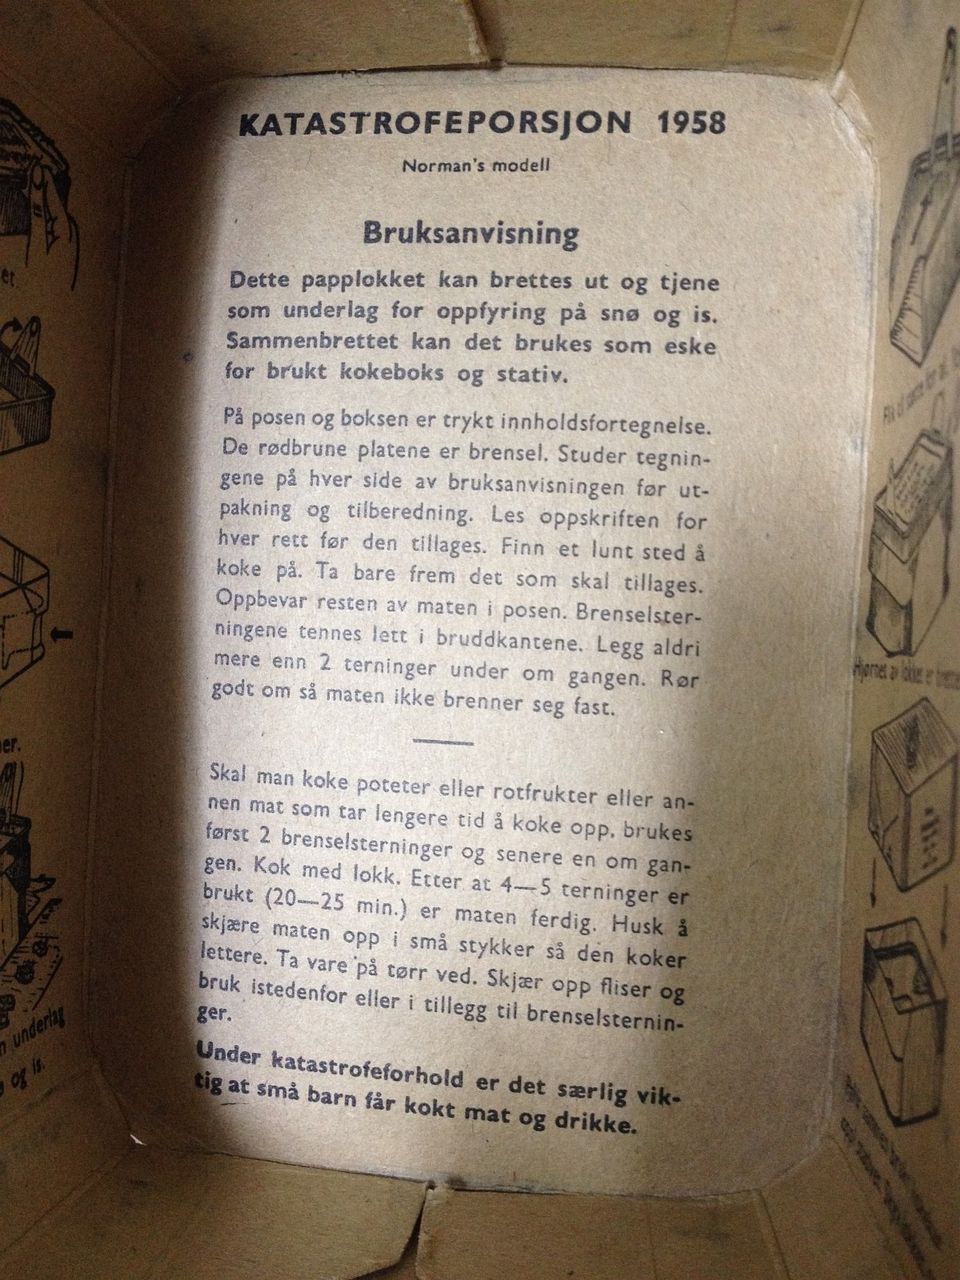 KATASTROFEPORSJON 1958
Norman's modell
Bruksanvisning
Dette papplokket kan brettes ut og tjene
som underlag for oppfyring på snø og is.
Sammenbrettet kan det brukes som eske
for brukt kokeboks og stativ.
På posen og boksen er trykt innholdsfortegnelse.
De rødbrune platene er brensel. Studer tegnin-
gene på hver side av bruksanvisningen før ut-
pakning og tilberedning. Les oppskriften for
hver rett før den tillages. Finn et lunt sted å
koke på. Ta bare frem det som skal tillages.
Oppbevar resten av maten i posen. Brenselster-
ningene tennes lett i bruddkantene. Legg aldri
mere enn 2 terninger under om gangen. Rør
godt om så maten ikke brenner seg fast.
Skal man koke poteter eller rotfrukter eller an-
nen mat som tar lengere tid å koke opp, brukes
først 2 brenselsterninger og senere en om gan-
gen. Kok med lokk. Etter at 4—5 terninger er
brukt (20—25 min.) er maten ferdig. Husk å
skjære maten opp i små stykker så den koker
lettere. Ta vare på tørr ved. Skjær opp fliser og
bruk istedenfor eller i tillegg til brenselsternin-
ger.
Under katastrofeforhold er det særlig vik-
tig at små barn får kokt mat og drikke.
et
er.
underlag
og is.
Hjørnet av lokket er